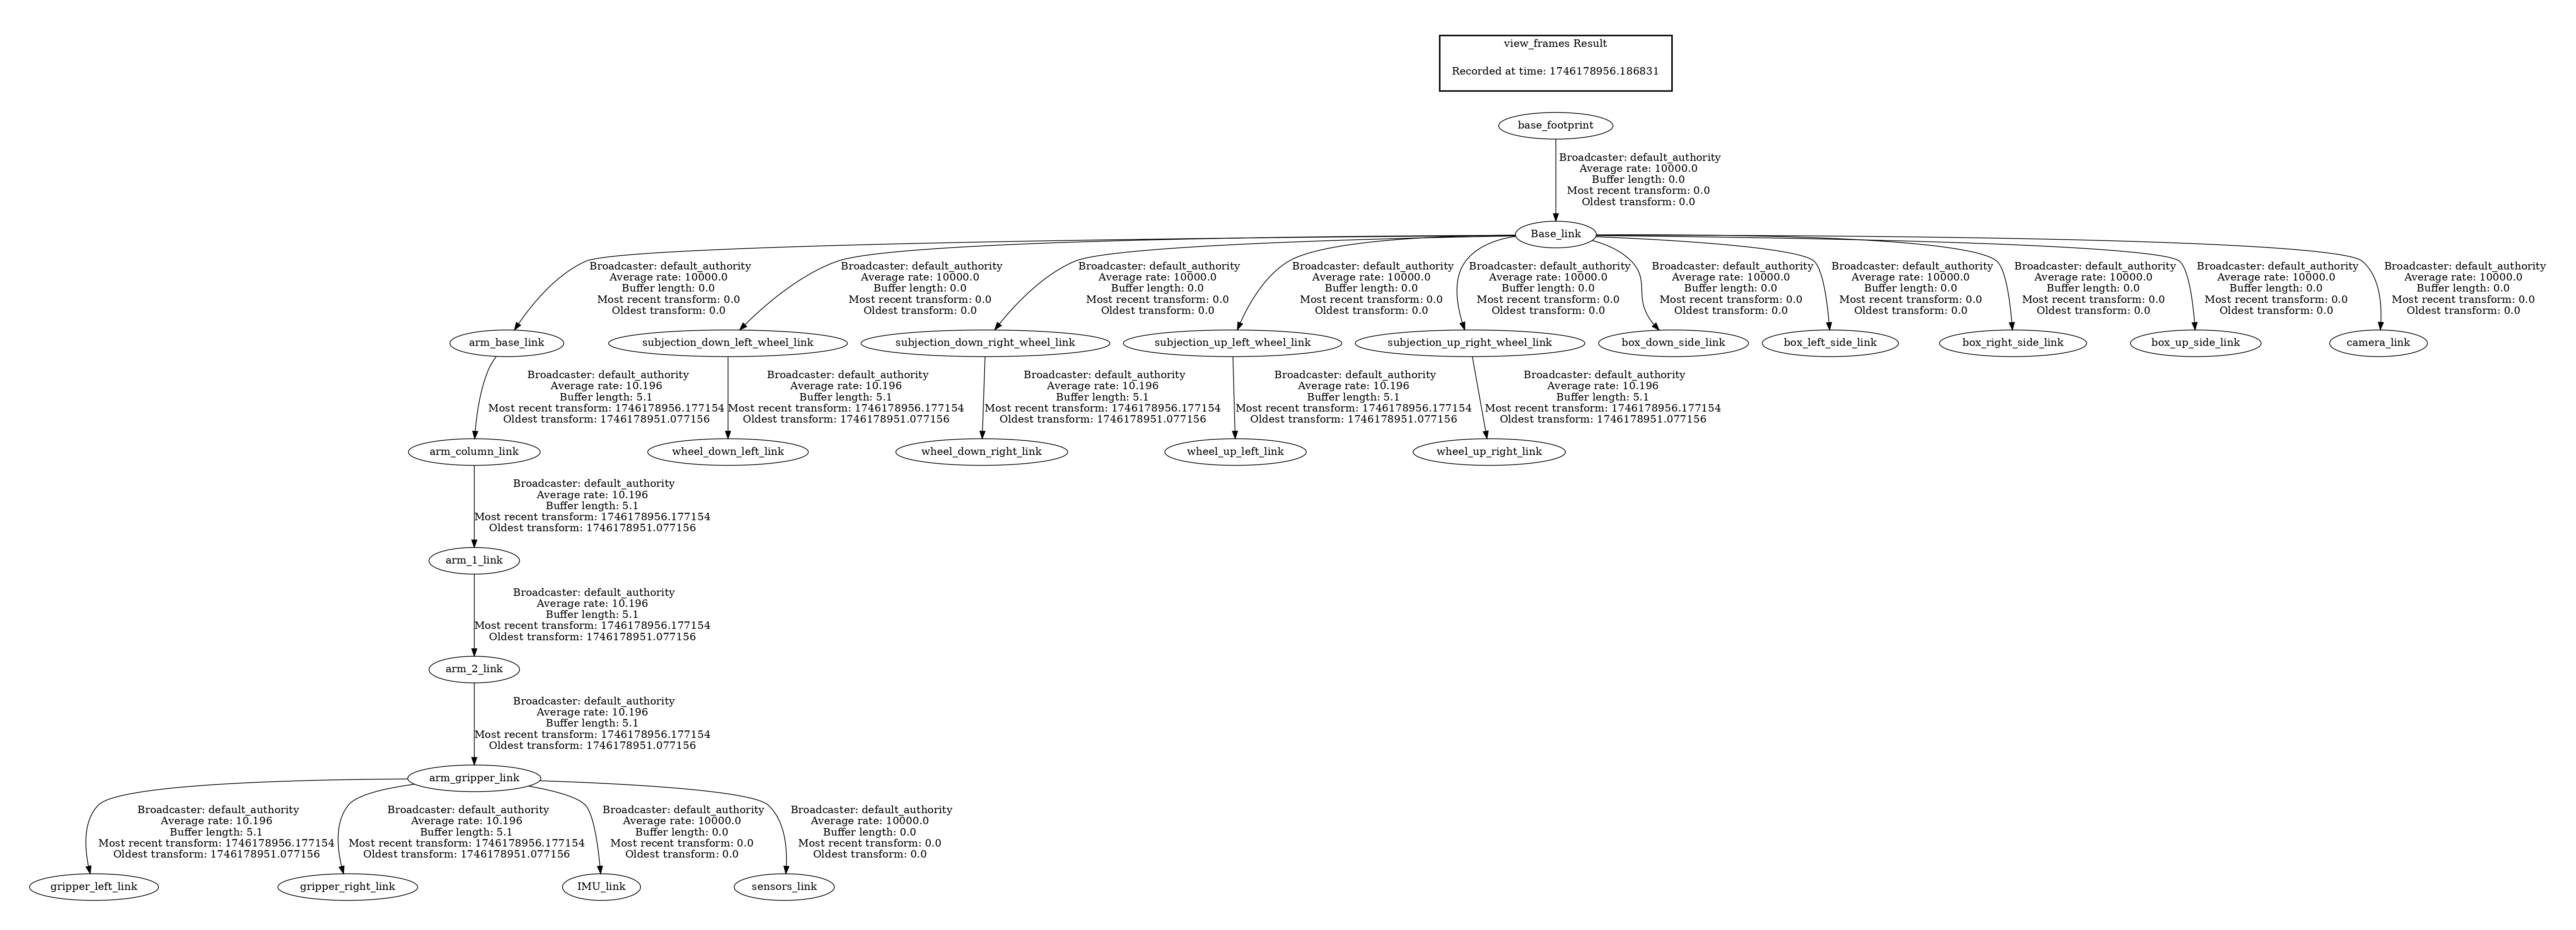 view_frames Result
Recorded at time: 1746178956.186831
base_footprint
Broadcaster: default_authority
Average rate: 10000.0
Buffer length: 0.0
Most recent transform: 0.0
Oldest transform: 0.0
Base_link
Broadcaster: default_authority
Average rate: 10000.0
Buffer length: 0.0
Most recent transform: 0.0
Oldest transform: 0.0
Broadcaster: default_authority
Average rate: 10000.0
Buffer length: 0.0
Most recent transform: 0.0
Oldest transform: 0.0
Broadcaster: default_authority
Average rate: 10000.0
Buffer length: 0.0
Most recent transform: 0.0
Oldest transform: 0.0
Broadcaster: default_authority
Average rate: 10000.0
Buffer length: 0.0
Most recent transform: 0.0
Oldest transform: 0.0
Broadcaster: default_authority
Average rate: 10000.0
Buffer length: 0.0
Most recent transform: 0.0
Oldest transform: 0.0
Broadcaster: default_authority
Average rate: 10000.0
Buffer length: 0.0
Most recent transform: 0.0
Oldest transform: 0.0
Broadcaster: default_authority
Average rate: 10000.0
Buffer length: 0.0
Most recent transform: 0.0
Oldest transform: 0.0
Broadcaster: default_authority
Average rate: 10000.0
Buffer length: 0.0
Most recent transform: 0.0
Oldest transform: 0.0
Broadcaster: default_authority
Average rate: 10000.0
Buffer length: 0.0
Most recent transform: 0.0
Oldest transform: 0.0
Broadcaster: default_authority
Average rate: 10000.0
Buffer length: 0.0
Most recent transform: 0.0
Oldest transform: 0.0
arm_base_link
subjection_down_left_wheel_link
subjection_down_right_wheel_link
subjection_up_left_wheel_link
subjection_up_right_wheel_link
box_down_side_link
box_left_side_link
box_right_side_link
box_up_side_link
camera_link
Broadcaster: default_authority
Average rate: 10.196
Buffer length: 5.1
Most recent transform: 1746178956.177154
Oldest transform: 1746178951.077156
Broadcaster: default_authority
Average rate: 10.196
Buffer length: 5.1
Most recent transform: 1746178956.177154
Oldest transform: 1746178951.077156
Broadcaster: default_authority
Average rate: 10.196
Buffer length: 5.1
Most recent transform: 1746178956.177154
Oldest transform: 1746178951.077156
Broadcaster: default_authority
Average rate: 10.196
Buffer length: 5.1
Most recent transform: 1746178956.177154
Oldest transform: 1746178951.077156
Broadcaster: default_authority
Average rate: 10.196
Buffer length: 5.1
Most recent transform: 1746178956.177154
Oldest transform: 1746178951.077156
arm_column_link
wheel_down_left_link
wheel_down_right_link
wheel_up_left_link
wheel_up_right_link
Broadcaster: default_authority
Average rate: 10.196
Buffer length: 5.1
Most recent transform: 1746178956.177154
Oldest transform: 1746178951.077156
arm_1_link
Broadcaster: default_authority
Average rate: 10.196
Buffer length: 5.1
Most recent transform: 1746178956.177154
Oldest transform: 1746178951.077156
arm_2_link
Broadcaster: default_authority
Average rate: 10.196
Buffer length: 5.1
Most recent transform: 1746178956.177154
Oldest transform: 1746178951.077156
arm_gripper_link
Broadcaster: default_authority
Average rate: 10.196
Buffer length: 5.1
Most recent transform: 1746178956.177154
Oldest transform: 1746178951.077156
Broadcaster: default_authority
Average rate: 10.196
Buffer length: 5.1
Most recent transform: 1746178956.177154
Oldest transform: 1746178951.077156
Broadcaster: default_authority
Average rate: 10000.0
Buffer length: 0.0
Most recent transform: 0.0
Oldest transform: 0.0
Broadcaster: default_authority
Average rate: 10000.0
Buffer length: 0.0
Most recent transform: 0.0
Oldest transform: 0.0
gripper_left_link
gripper_right_link
IMU_link
sensors_link